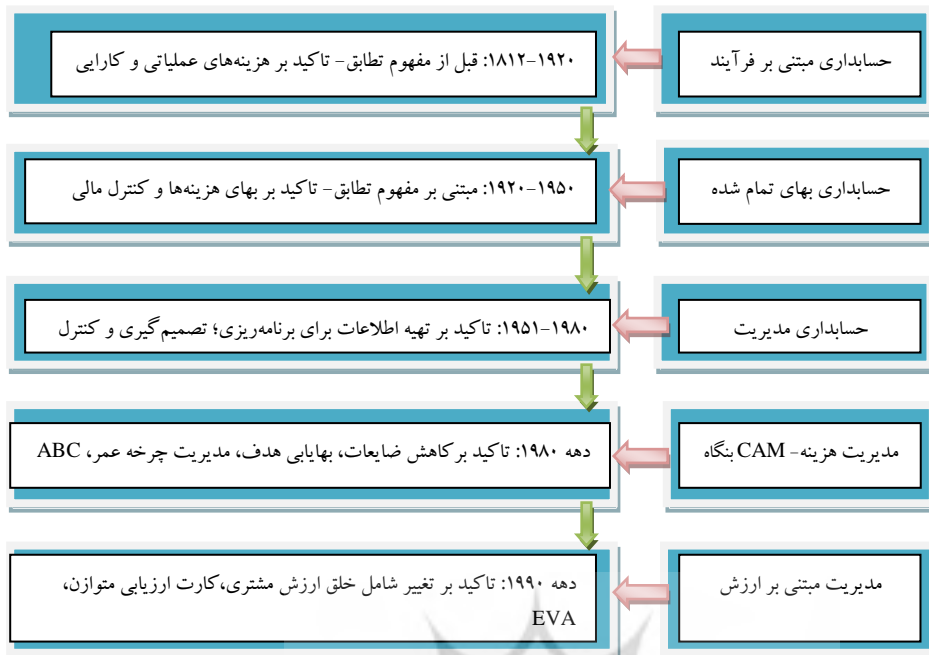 حسابداری مبتنی بر فرآیند
۱۹۲۰-۱۸۱۲: قبل از مفهوم تطابق- تاکید بر هزینه‌های عملیاتی و کارایی
حسابداری بهای تمام شده
۱۹۵۰-۱۹۲۰: مبتنی بر مفهوم تطابق- تاکید بر بهای هزینه‌ها و کنترل مالی
حسابداری مدیریت
۱۹۸۰-۱۹۵۱: تاکید بر تهیه اطلاعات برای برنامه‌ریزی؛ تصمیم‌گیری و کنترل
مدیریت هزینه- CAM بنگاه
دهه ۱۹۸۰: تاکید بر کاهش ضایعات، بهایابی هدف، مدیریت چرخه عمر، ABC
مدیریت مبتنی بر ارزش
دهه ۱۹۹۰: تاکید بر تغییر شامل خلق ارزش مشتری،کارت ارزیابی متوازن،
EVA